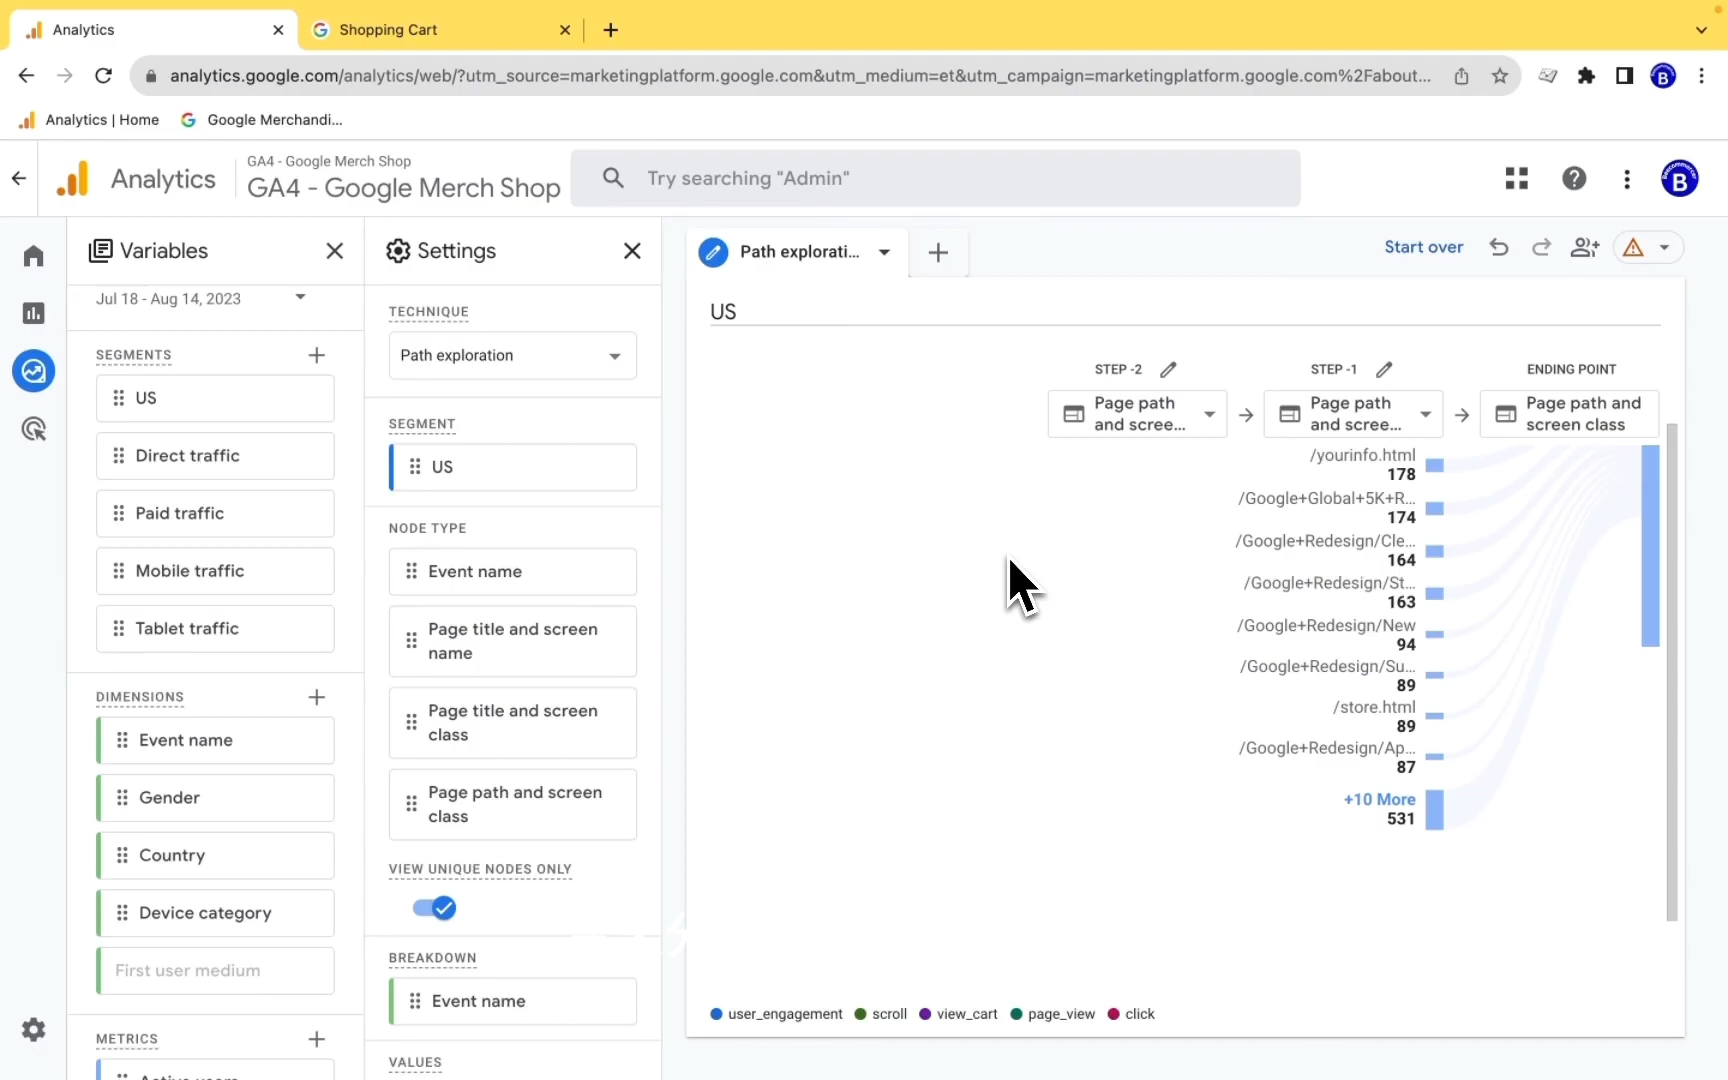 Analytics
Shopping Cart
analytics.google.com/analytics/web/?utm_source=marketingplatform.google.com&utm_medium=et&utm_campaign=marketingplatform.google.com%2Fabout...
B
Analytics | Home
Google Merchandi...
Analytics
GA4 - Google Merch Shop
GA4 - Google Merch Shop
Try searching "Admin"
B
Variables
Jul 18 - Aug 14, 2023
SEGMENTS
US
Direct traffic
Paid traffic
Mobile traffic
Tablet traffic
DIMENSIONS
Event name
Gender
Country
Device category
First user medium
METRICS
Settings
TECHNIQUE
Path exploration
SEGMENT
US
NODE TYPE
Event name
Page title and screen
name
Page title and screen
class
Page path and screen
class
VIEW UNIQUE NODES ONLY
BREAKDOWN
Event name
VALUES
Path explorati...
Start over
US
STEP -2
STEP -1
ENDING POINT
Page path
and scree...
Page path
and scree...
Page path and
screen class
/yourinfo.html
178
/Google+Global+5K+R...
174
/Google+Redesign/Cle...
164
/Google+Redesign/St...
163
/Google+Redesign/New
94
/Google+Redesign/Su...
89
/store.html
89
/Google+Redesign/Ap...
87
+10 More
531
user_engagement
scroll
view_cart
page_view
click